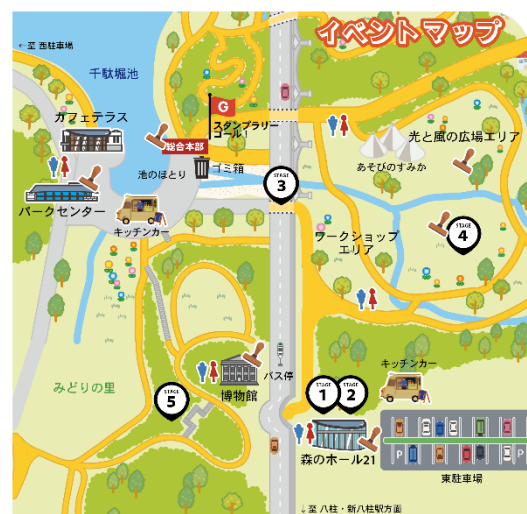 イベントマップ
←至 西駐車場
千駄堀池
カフェテラス
G
スタンプラリー
ゴール！
総合本部
光と風の広場エリア
あそびのすみか
池のほとり
ゴミ箱
STAGE
3
パークセンター
キッチンカー
ワークショップ
エリア
STAGE
4
みどりの里
STAGE
5
博物館
バス停
キッチンカー
STAGE
1
STAGE
2
森のホール21
P
P
東駐車場
↓至 八柱・新八柱駅方面